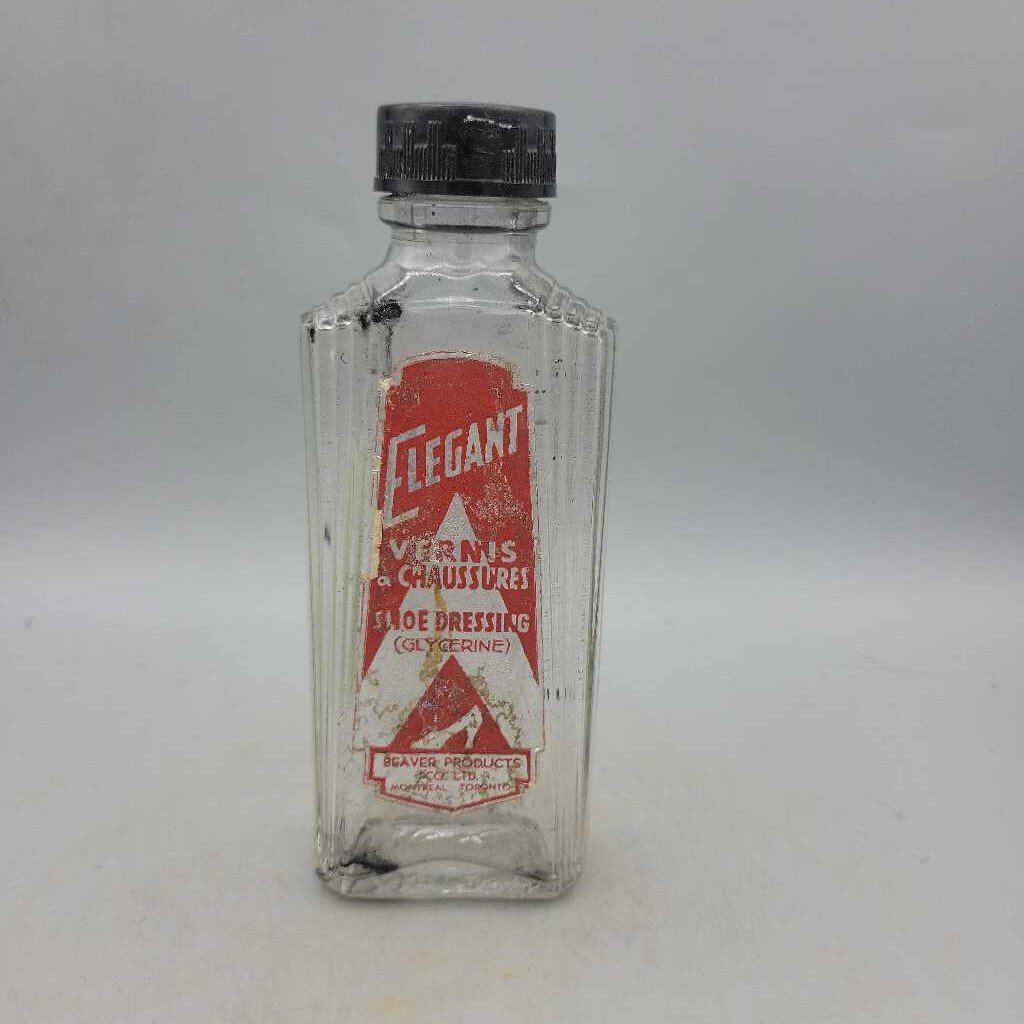 ELEGANT
VERNIS
a CHAUSSURES
SHOE DRESSING
(GLYCERINE)
BEAVER PRODUCTS
CO. LTD.
MONTREAL TORONTO